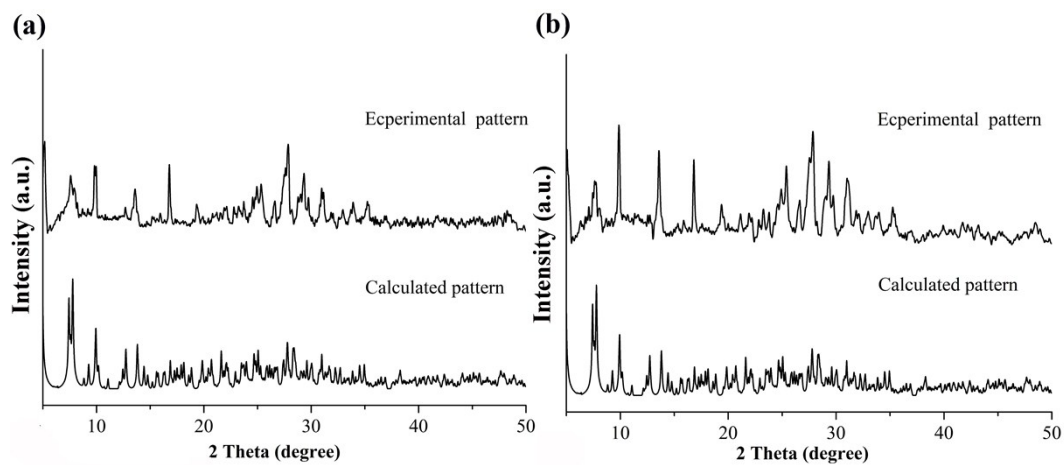 (a)
Ecperimental pattern
Calculated pattern
Intensity (a.u.)
10 20 30 40 50
2 Theta (degree)
(b)
Ecperimental pattern
Calculated pattern
Intensity (a.u.)
10 20 30 40 50
2 Theta (degree)